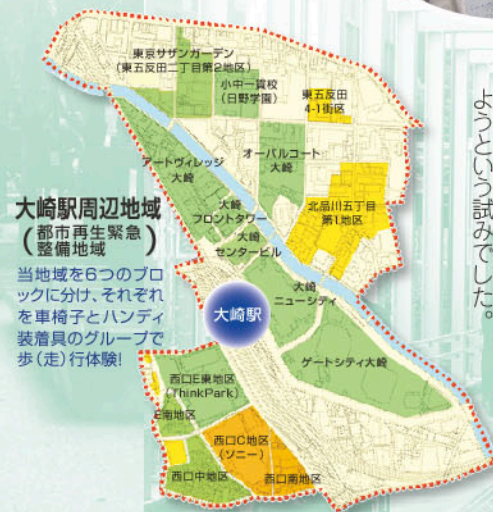 ようという試みでした。
東京サザンガーデン
(東五反田二丁目第2地区)
小中一貫校
(日野学園)
東五反田
4-1街区
アートヴィレッジ
大崎
オーバルコート
大崎
大崎
フロントタワー
北品川五丁目
第1地区
大崎
センタービル
大崎駅周辺地域
(都市再生緊急
整備地域)
当地域を6つのブロ
ックに分け、それぞれ
を車椅子とハンディ
装着具のグループで
歩(走)行体験!
大崎
ニューシティ
大崎駅
ゲートシティ大崎
西口E東地区
(ThinkPark)
E南地区
西口C地区
(ソニー)
西口中地区
西口南地区